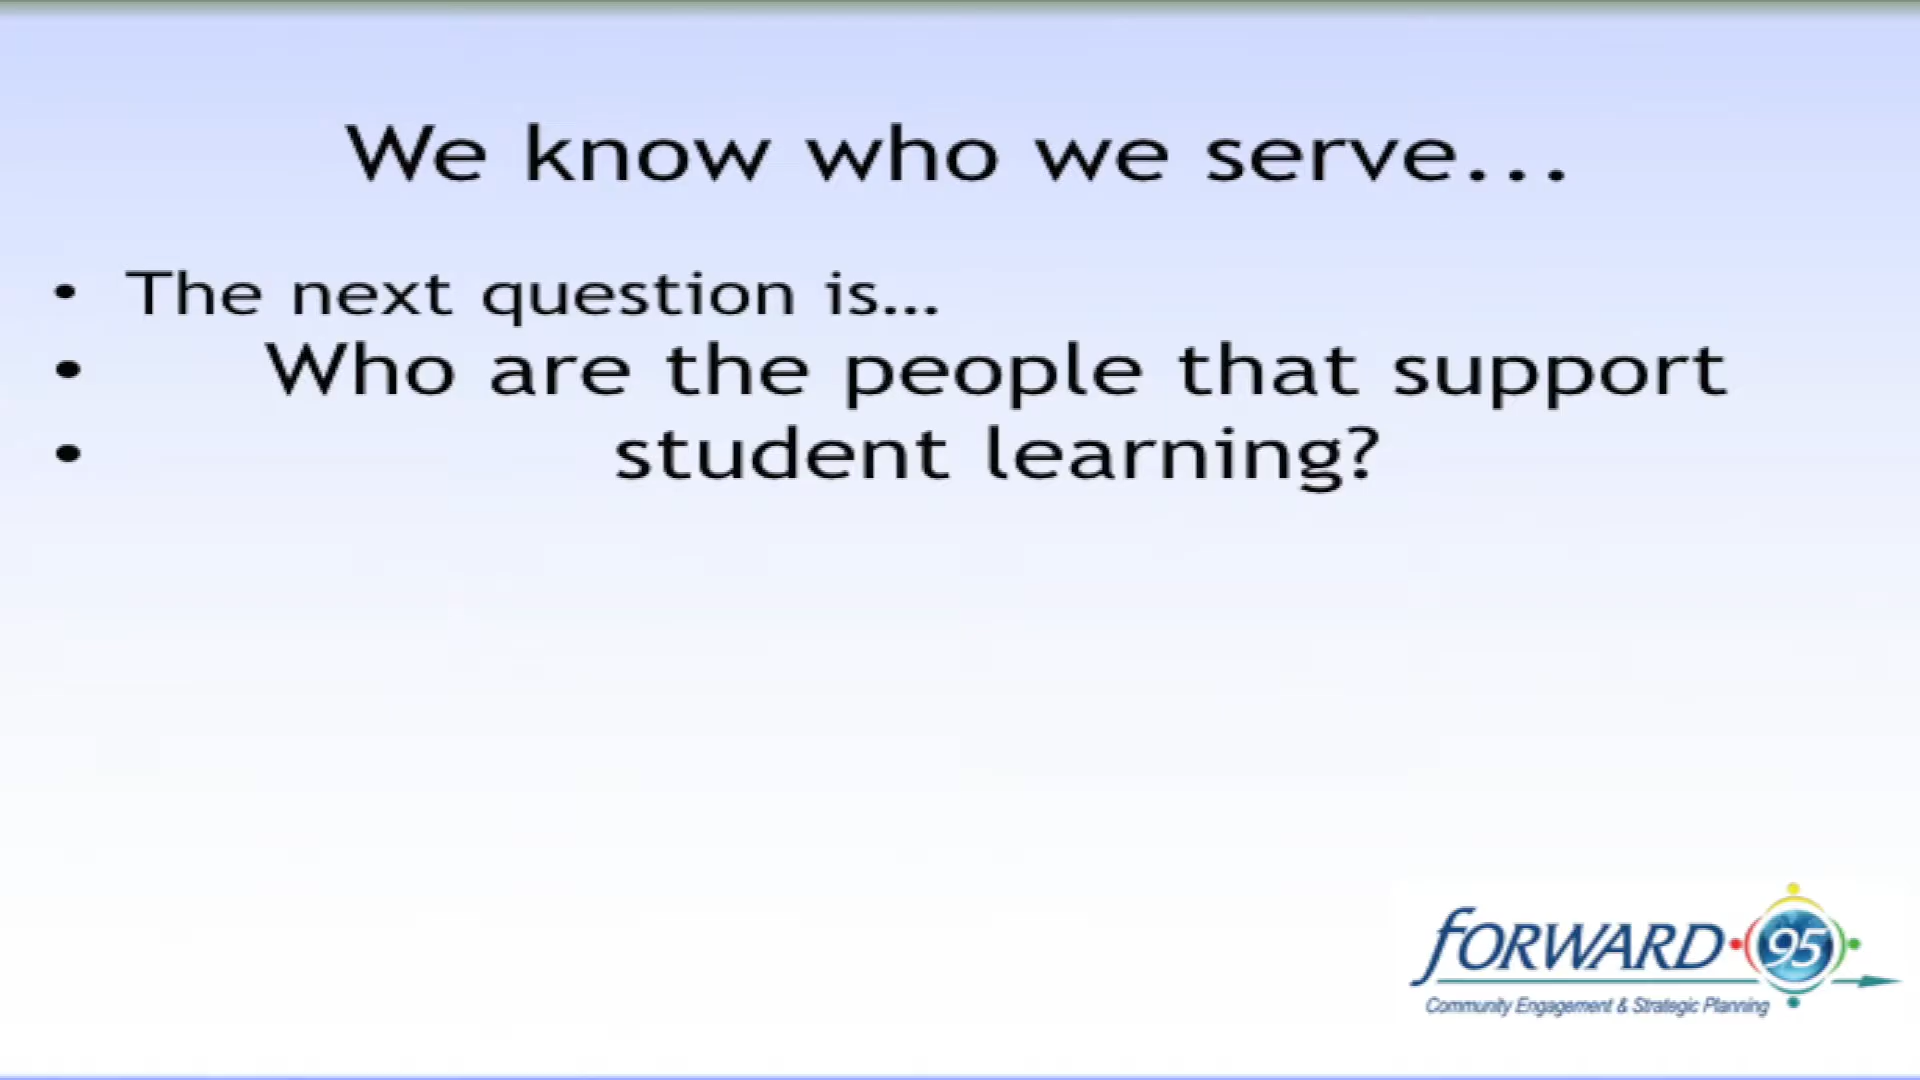 We know who we serve...
• The next question is...
• Who are the people that support
• student learning?
fORWARD 95
Community Engagement & Strategic Planning